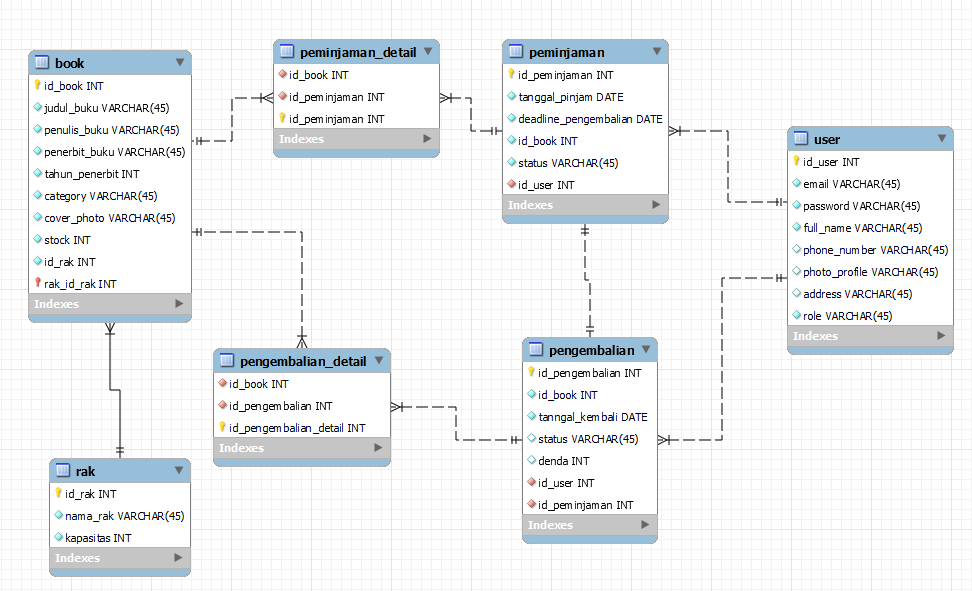 book
id_book INT
judul_buku VARCHAR(45)
penulis_buku VARCHAR(45)
penerbit_buku VARCHAR(45)
tahun_penerbit INT
category VARCHAR(45)
cover_photo VARCHAR(45)
stock INT
id_rak INT
rak_id_rak INT
Indexes
peminjaman_detail
id_book INT
id_peminjaman INT
id_peminjaman INT
Indexes
peminjaman
id_peminjaman INT
tanggal_pinjam DATE
deadline_pengembalian DATE
id_book INT
status VARCHAR(45)
id_user INT
Indexes
user
id_user INT
email VARCHAR(45)
password VARCHAR(45)
full_name VARCHAR(45)
phone_number VARCHAR(45)
photo_profile VARCHAR(45)
address VARCHAR(45)
role VARCHAR(45)
Indexes
pengembalian_detail
id_book INT
id_pengembalian INT
id_pengembalian_detail INT
Indexes
pengembalian
id_pengembalian INT
id_book INT
tanngal_kembali DATE
status VARCHAR(45)
denda INT
id_user INT
id_peminjaman INT
Indexes
rak
id_rak INT
nama_rak VARCHAR(45)
kapasitas INT
Indexes